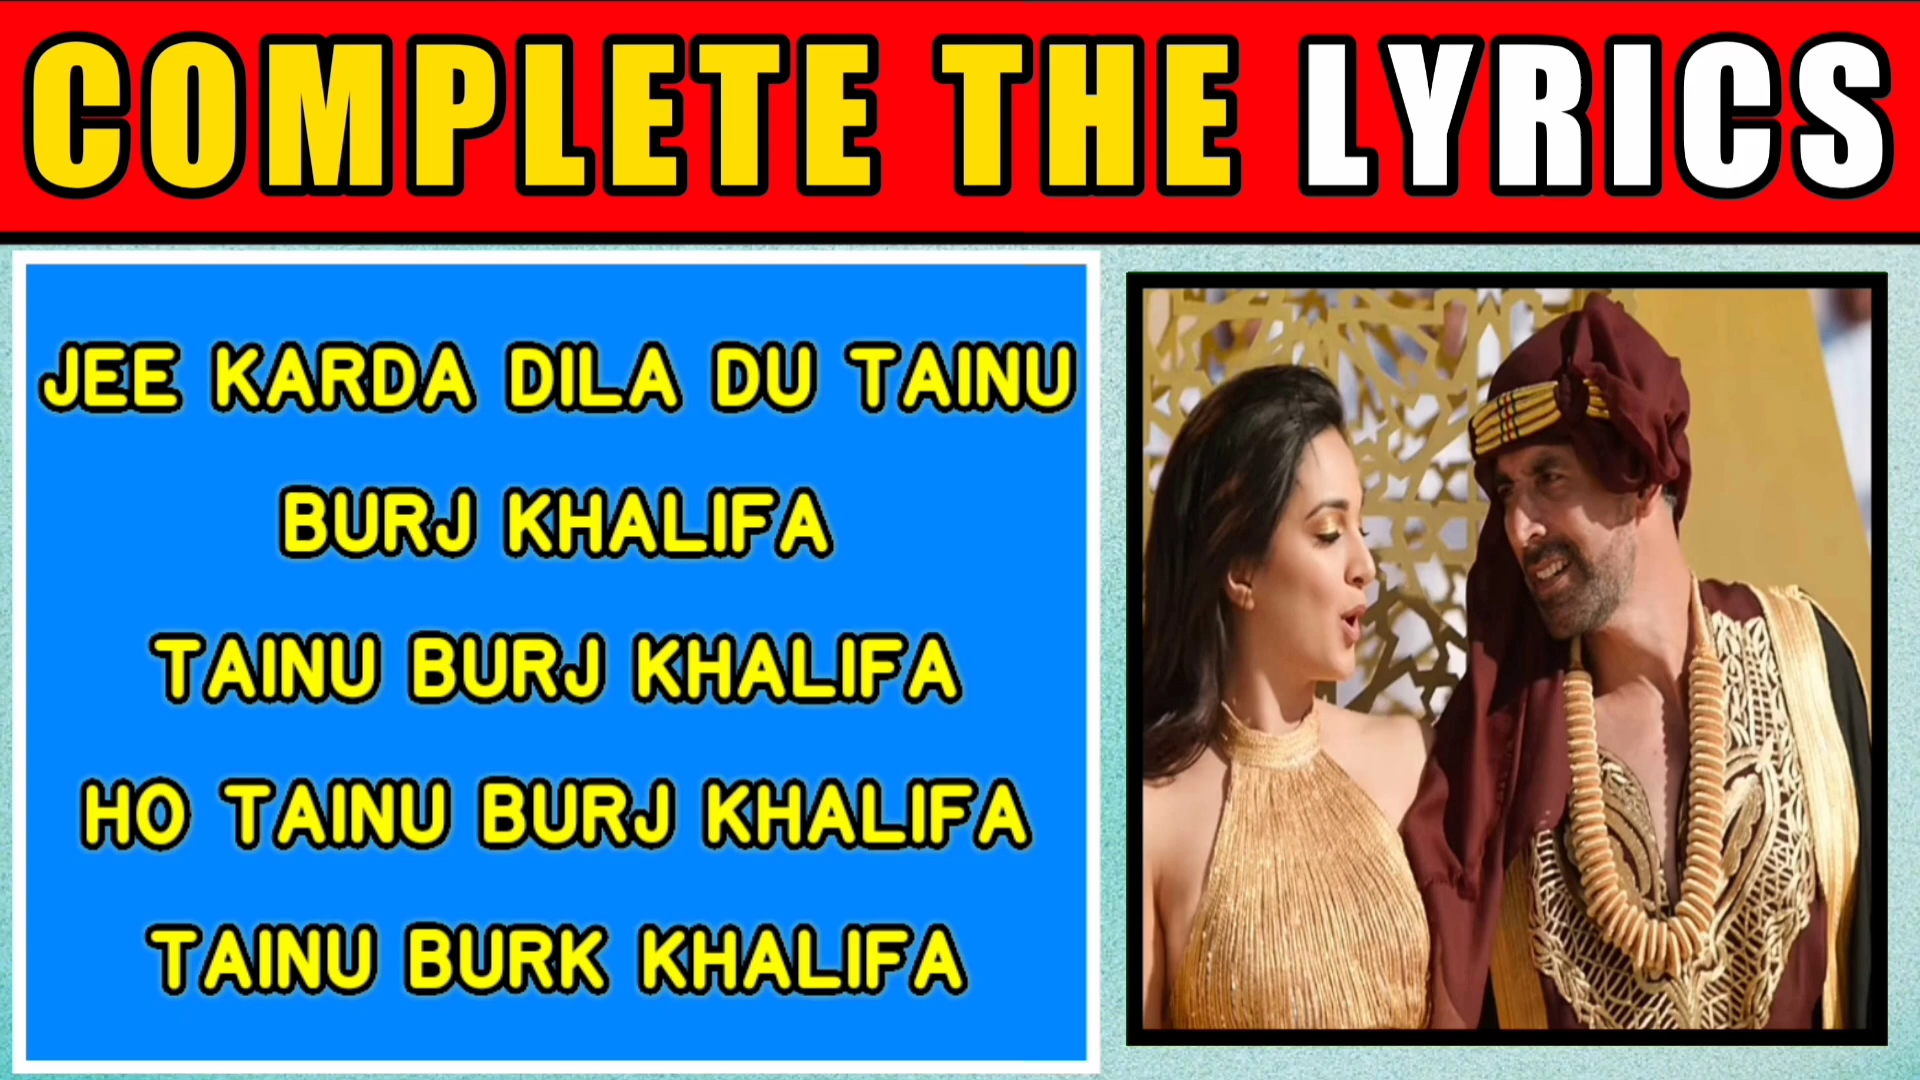 COMPLETE THE LYRICS
JEE KARDA DILA DU TAINU
BURJ KHALIFA
TAINU BURJ KHALIFA
HO TAINU BURJ KHALIFA
TAINU BURK KHALIFA